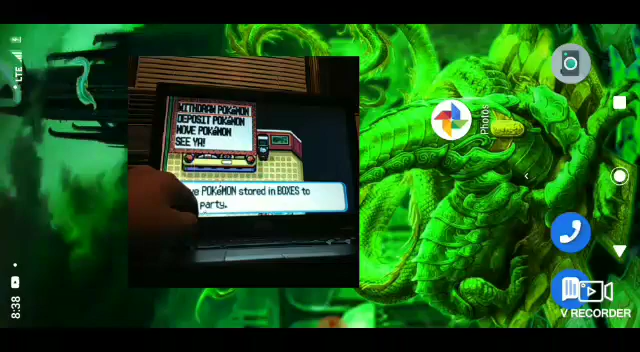 WITHDRAW POKéMON
DEPOSIT POKéMON
MOVE POKéMON
SEE YA!
POKéMON stored in BOXES to
party.
Photos
LTE
8:38
V RECORDER